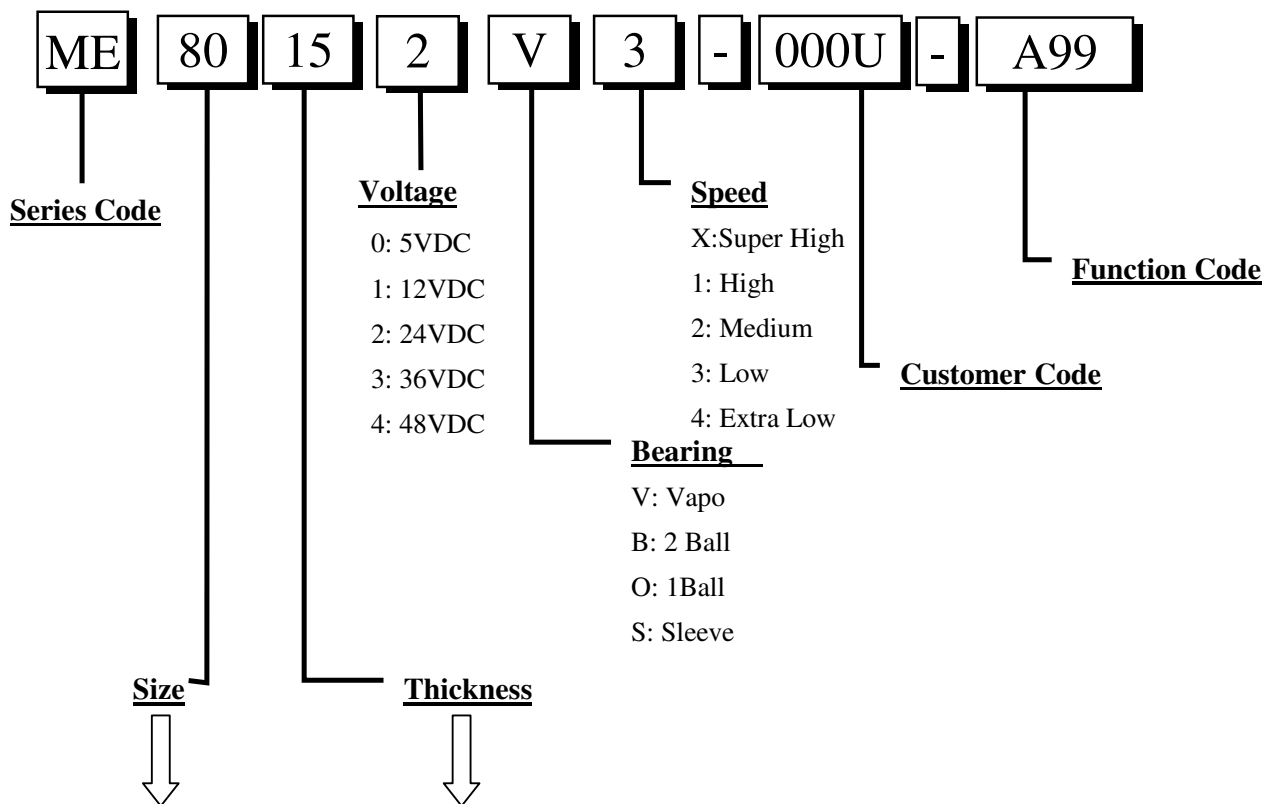 ME 80 15 2 V 3 - 000U - A99
Series Code
Voltage
0: 5VDC
1: 12VDC
2: 24VDC
3: 36VDC
4: 48VDC
Speed
X:Super High
1: High
2: Medium
3: Low
4: Extra Low
Function Code
Customer Code
Bearing
V: Vapo
B: 2 Ball
O: 1Ball
S: Sleeve
Size
Thickness